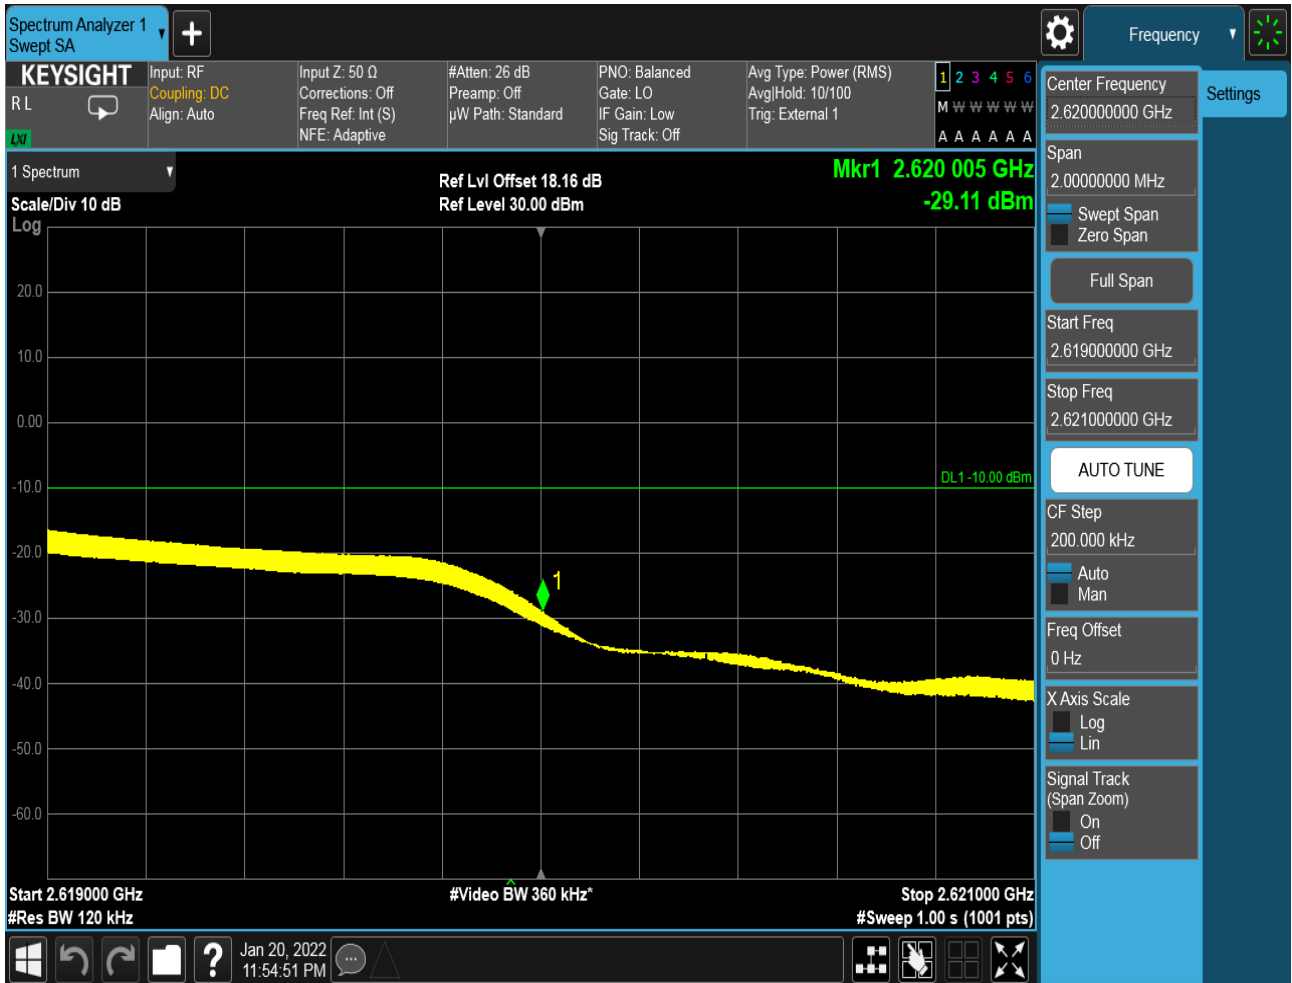 Spectrum Analyzer 1
Swept SA
Frequency
KEYSIGHT
R L
LXI
Input: RF
Coupling: DC
Align: Auto
Input Z: 50 Ω
Corrections: Off
Freq Ref: Int (S)
NFE: Adaptive
#Atten: 26 dB
Preamp: Off
µW Path: Standard
PNO: Balanced
Gate: LO
IF Gain: Low
Sig Track: Off
Avg Type: Power (RMS)
Avg|Hold: 10/100
Trig: External 1
1 2 3 4 5 6
M W W W W W
A A A A A A
1 Spectrum
Scale/Div 10 dB
Log
Ref Lvl Offset 18.16 dB
Ref Level 30.00 dBm
Mkr1 2.620 005 GHz
-29.11 dBm
20.0
10.0
0.00
-10.0
-20.0
-30.0
-40.0
-50.0
-60.0
DL1 -10.00 dBm
1
Start 2.619000 GHz
#Res BW 120 kHz
#Video BW 360 kHz*
Stop 2.621000 GHz
#Sweep 1.00 s (1001 pts)
?
Jan 20, 2022
11:54:51 PM
Center Frequency
2.620000000 GHz
Settings
Span
2.00000000 MHz
Swept Span
Zero Span
Full Span
Start Freq
2.619000000 GHz
Stop Freq
2.621000000 GHz
AUTO TUNE
CF Step
200.000 kHz
Auto
Man
Freq Offset
0 Hz
X Axis Scale
Log
Lin
Signal Track
(Span Zoom)
On
Off